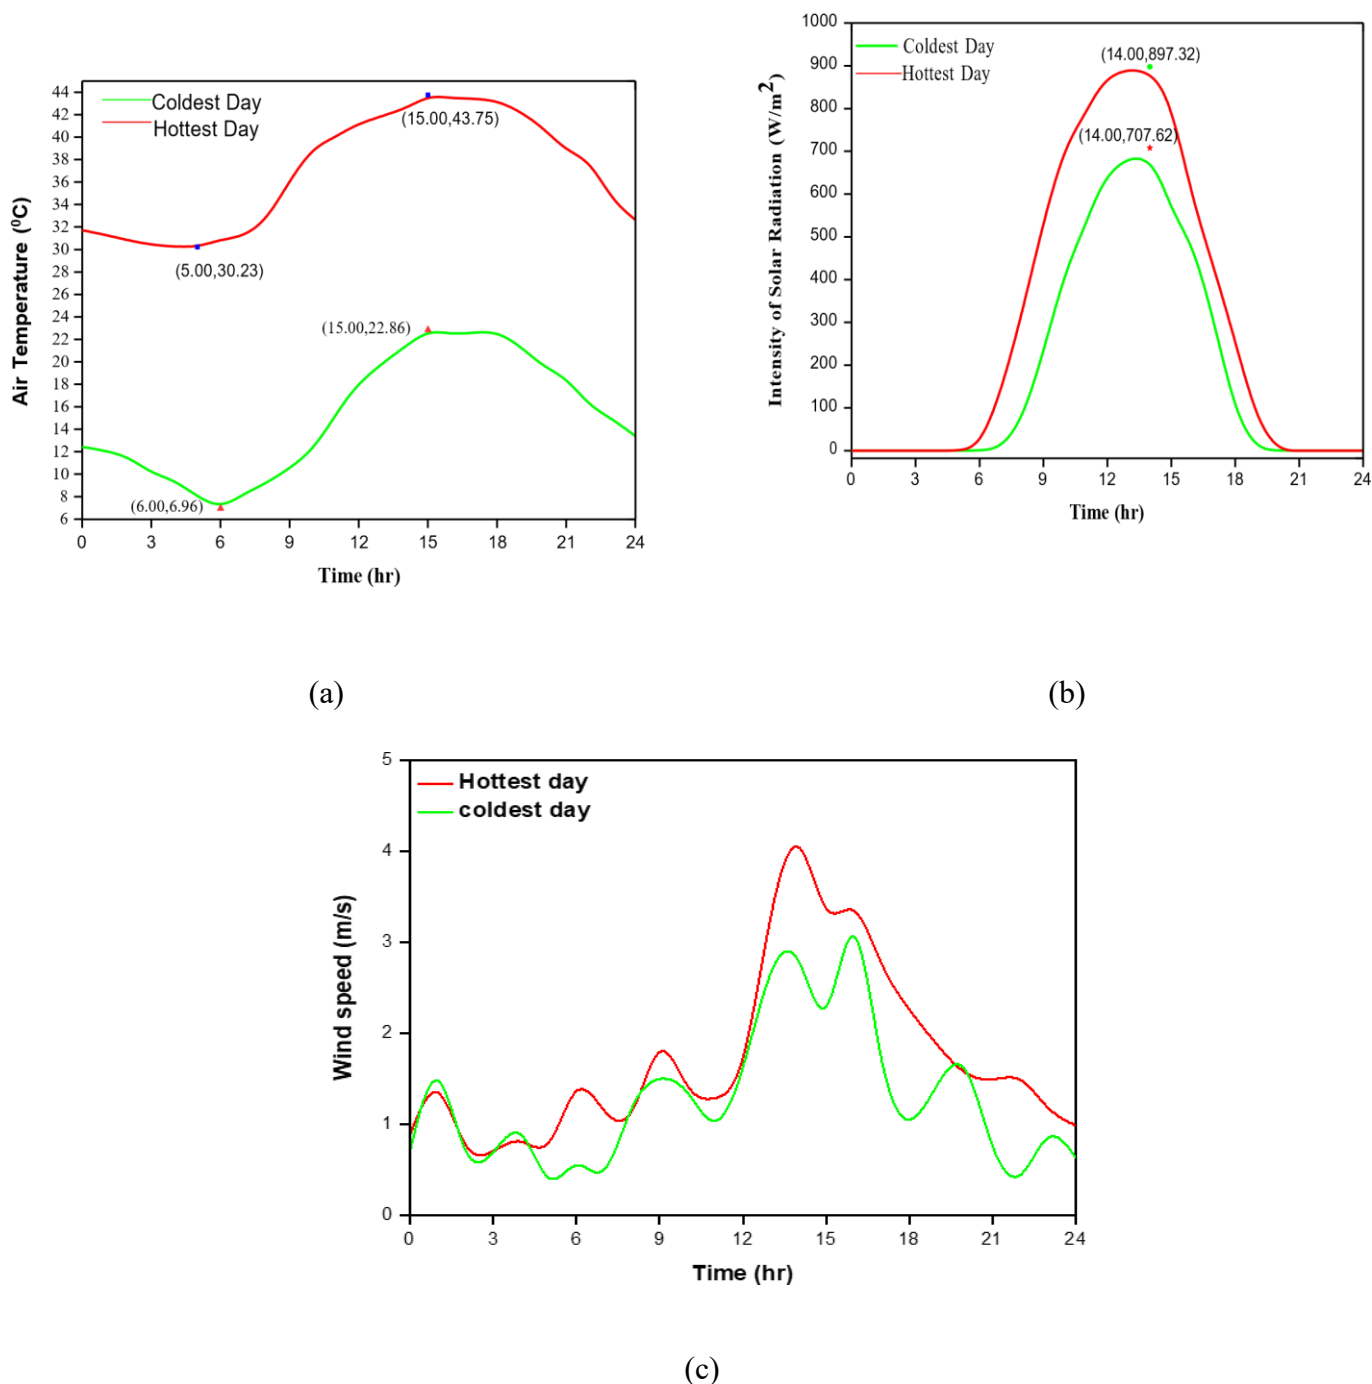 44
42
40
38
36
34
32
30
28
26
24
22
20
18
16
14
12
10
8
6
Air Temperature (⁰C)
Coldest Day
Hottest Day
(15.00,43.75)
(5.00,30.23)
(15.00,22.86)
(6.00,6.96)
0 3 6 9 12 15 18 21 24
Time (hr)
(a)
1000
900
800
700
600
500
400
300
200
100
0
Intensity of Solar Radiation (W/m²)
Coldest Day
Hottest Day
(14.00,897.32)
(14.00,707.62)
0 3 6 9 12 15 18 21 24
Time (hr)
(b)
5
4
3
2
1
0
Wind speed (m/s)
Hottest day
coldest day
0 3 6 9 12 15 18 21 24
Time (hr)
(c)